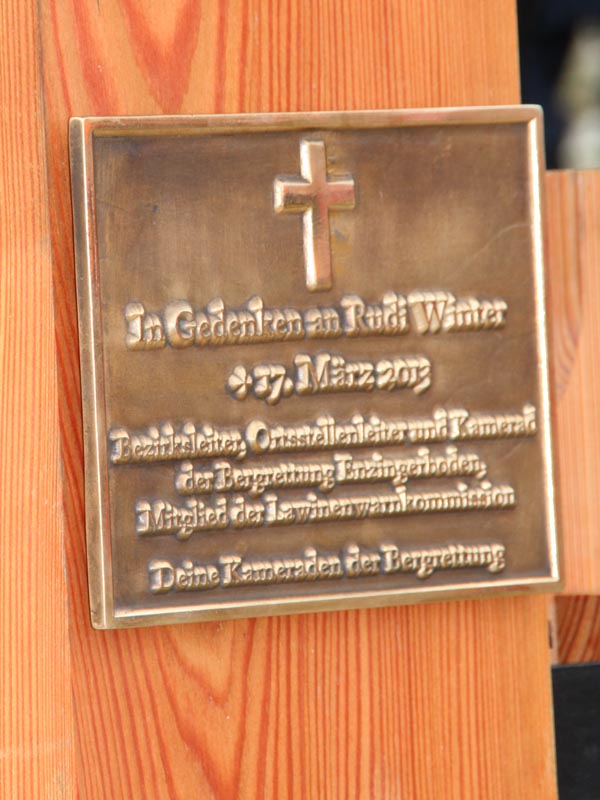 In Gedenken an Rudi Winter
✥ 17. März 2013
Bezirksleiter, Ortsstellenleiter und Kamerad
der Bergrettung Enzingerboden,
Mitglied der Lawinenwarnkommission
Deine Kameraden der Bergrettung